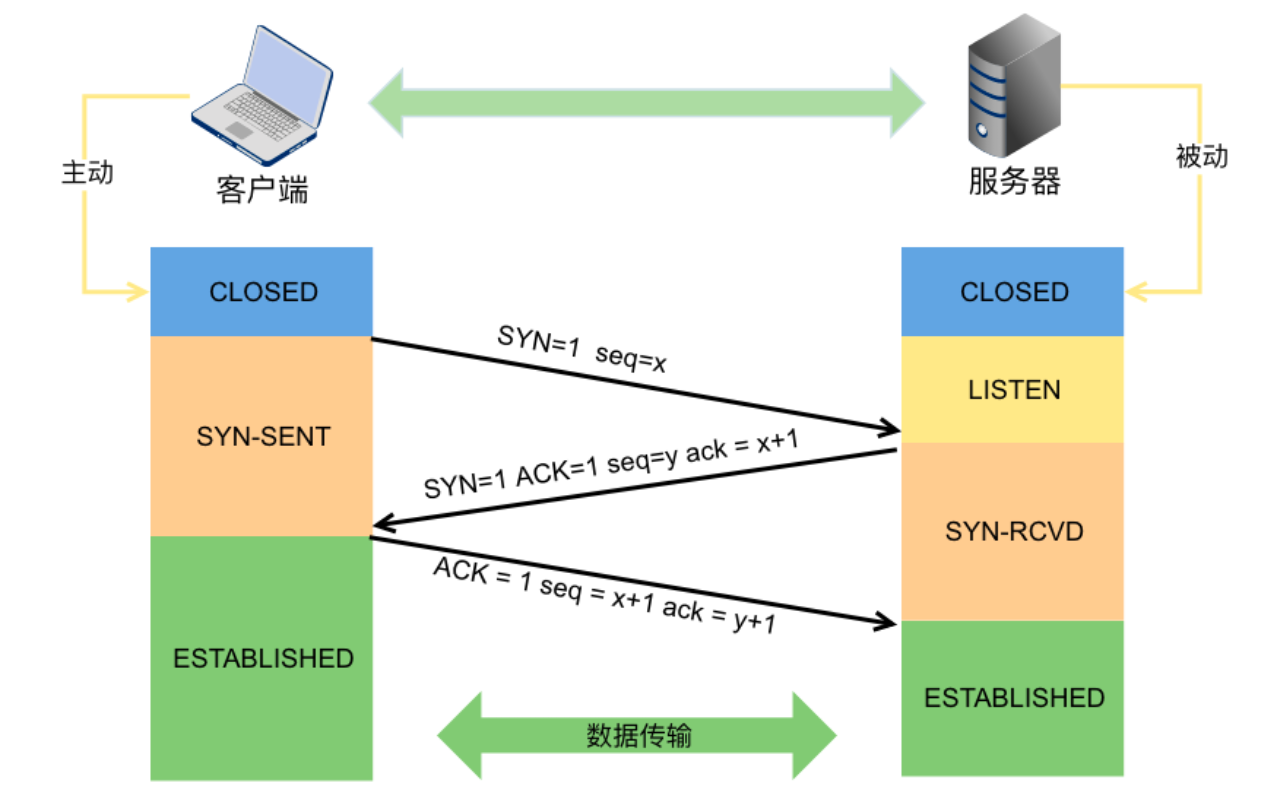 主动
客户端
服务器
被动
CLOSED
CLOSED
SYN=1 seq=x
LISTEN
SYN-SENT
SYN=1 ACK=1 seq=y ack = x+1
SYN-RCVD
ACK = 1 seq = x+1 ack = y+1
ESTABLISHED
ESTABLISHED
数据传输